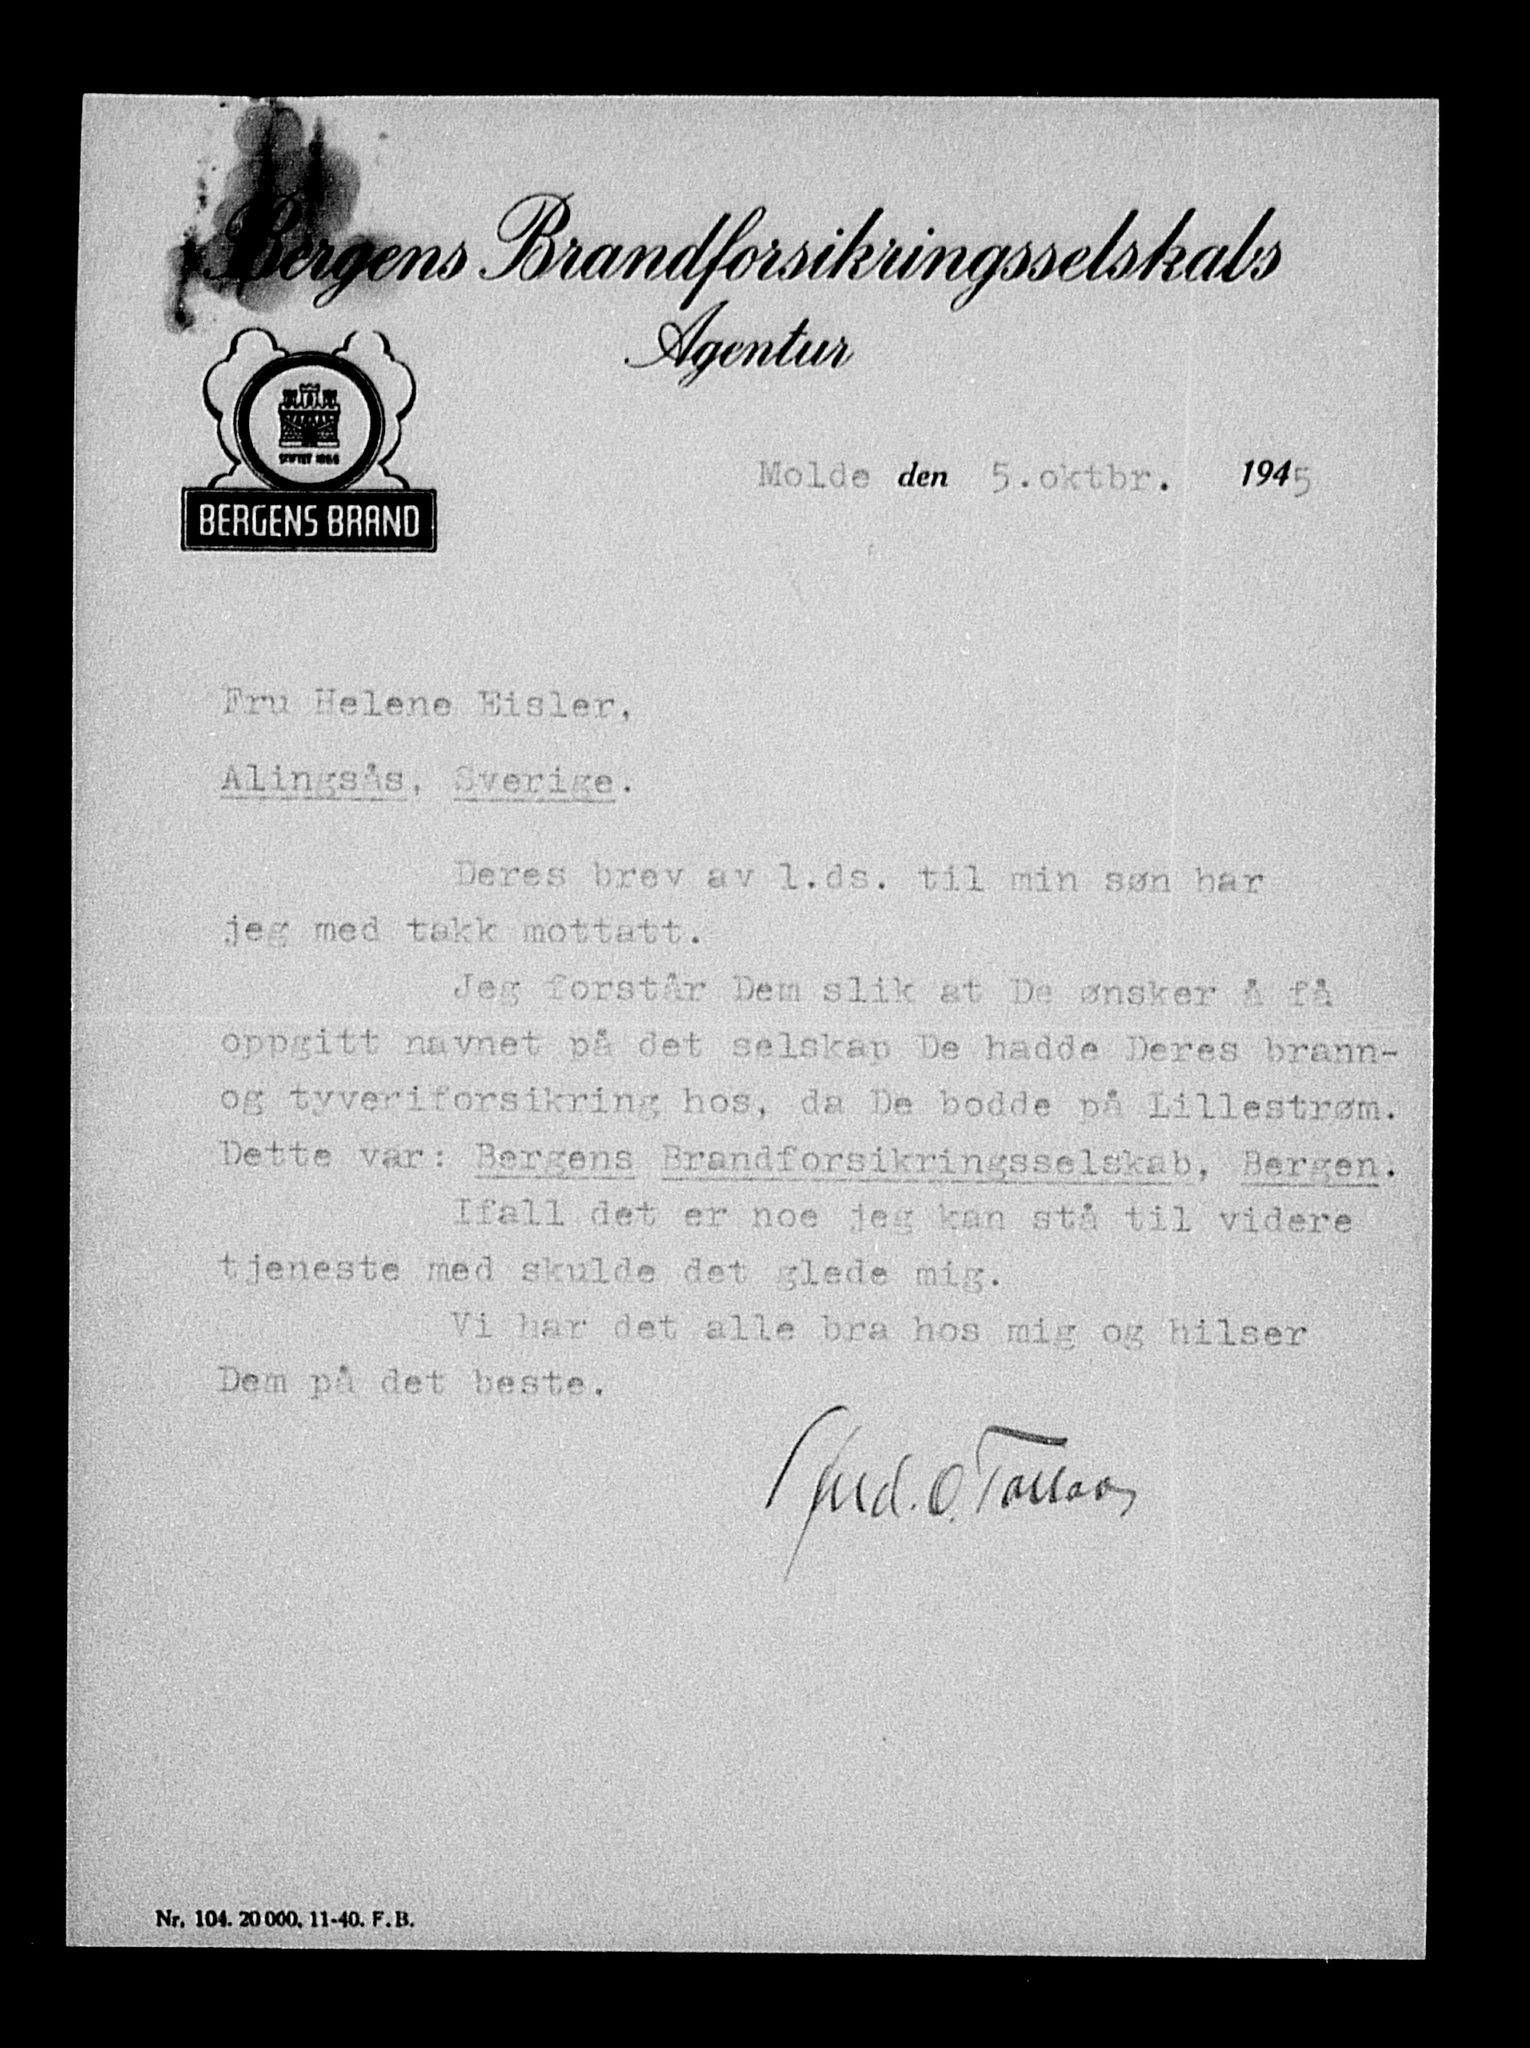 Bergens Brandforsikringsselskabs
Agentur
STIFTET
BERGENS BRAND
Molde den 5.oktbr. 1945
Fru Helene Eisler,
Alingsås, Sverige.
Deres brev av 1.ds. til min søn har
jeg med takk mottatt.
Jeg forstår Dem slik at De ønsker å få
oppgitt navnet på det selskap De hadde Deres brann-
og tyveriforsikring hos, da De bodde på Lillestrøm.
Dette var: Bergens Brandforsikringsselskab, Bergen.
Ifall det er noe jeg kan stå til videre
tjeneste med skulde det glede mig.
Vi har det alle bra hos mig og hilser
Dem på det beste.
O.
Nr. 104. 20 000. 11-40. F.B.